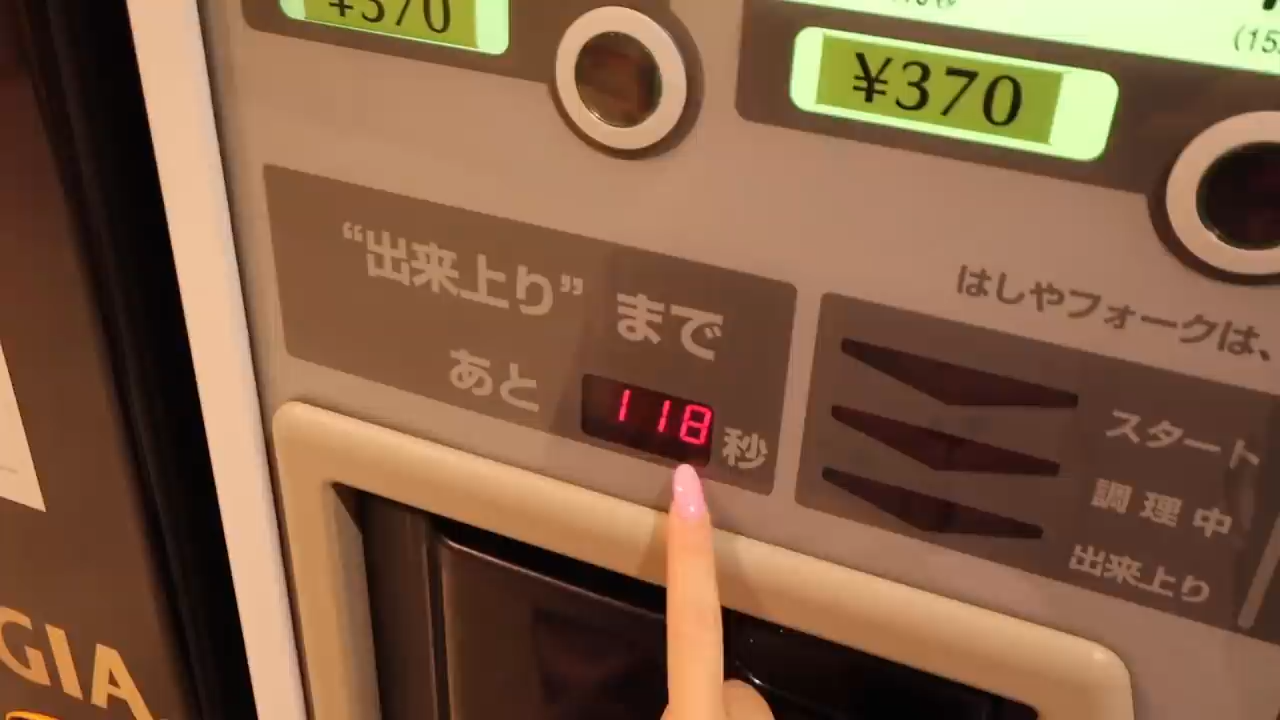 ¥370
¥370
(15
はしやフォークは、
“出来上り” まで
あと 118 秒
スタート
調理中
出来上り
GIA